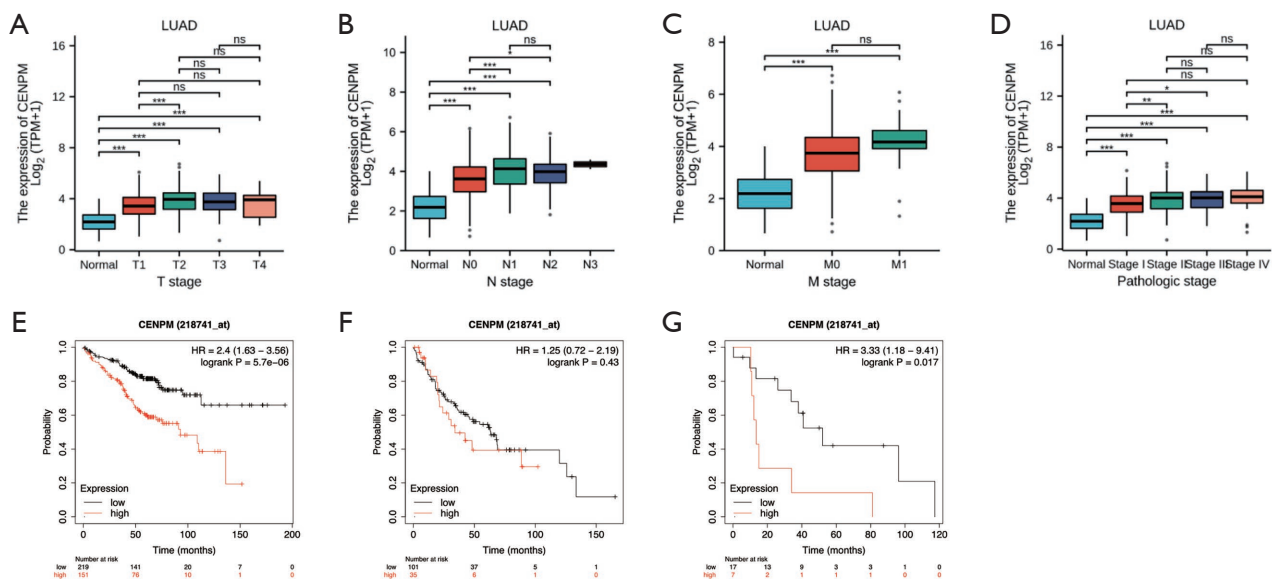 A
LUAD
The expression of CENPM
Log2 (TPM+1)
16
12
8
4
0
ns
ns
ns
ns
***
***
***
***
***
Normal T1 T2 T3 T4
T stage
B
LUAD
The expression of CENPM
Log2 (TPM+1)
10
8
6
4
2
0
ns
*
***
***
***
***
Normal N0 N1 N2 N3
N stage
C
LUAD
The expression of CENPM
Log2 (TPM+1)
8
6
4
2
0
ns
***
***
Normal M0 M1
M stage
D
LUAD
The expression of CENPM
Log2 (TPM+1)
16
12
8
4
0
ns
ns
ns
ns
*
**
***
***
***
***
Normal Stage I Stage II Stage III Stage IV
Pathologic stage
E
CENPM (218741_at)
HR = 2.4 (1.63 − 3.56)
logrank P = 5.7e−06
Probability
1.0
0.8
0.6
0.4
0.2
0.0
Expression
low
high
0 50 100 150 200
Time (months)
Number at risk
low 219 141 20 7 0
high 151 76 10 1 0
F
CENPM (218741_at)
HR = 1.25 (0.72 − 2.19)
logrank P = 0.43
Probability
1.0
0.8
0.6
0.4
0.2
0.0
Expression
low
high
0 50 100 150
Time (months)
Number at risk
low 101 37 5 1
high 35 6 1 0
G
CENPM (218741_at)
HR = 3.33 (1.18 − 9.41)
logrank P = 0.017
Probability
1.0
0.8
0.6
0.4
0.2
0.0
Expression
low
high
0 20 40 60 80 100 120
Time (months)
Number at risk
low 17 13 9 3 3 1 0
high 7 2 1 1 1 0 0